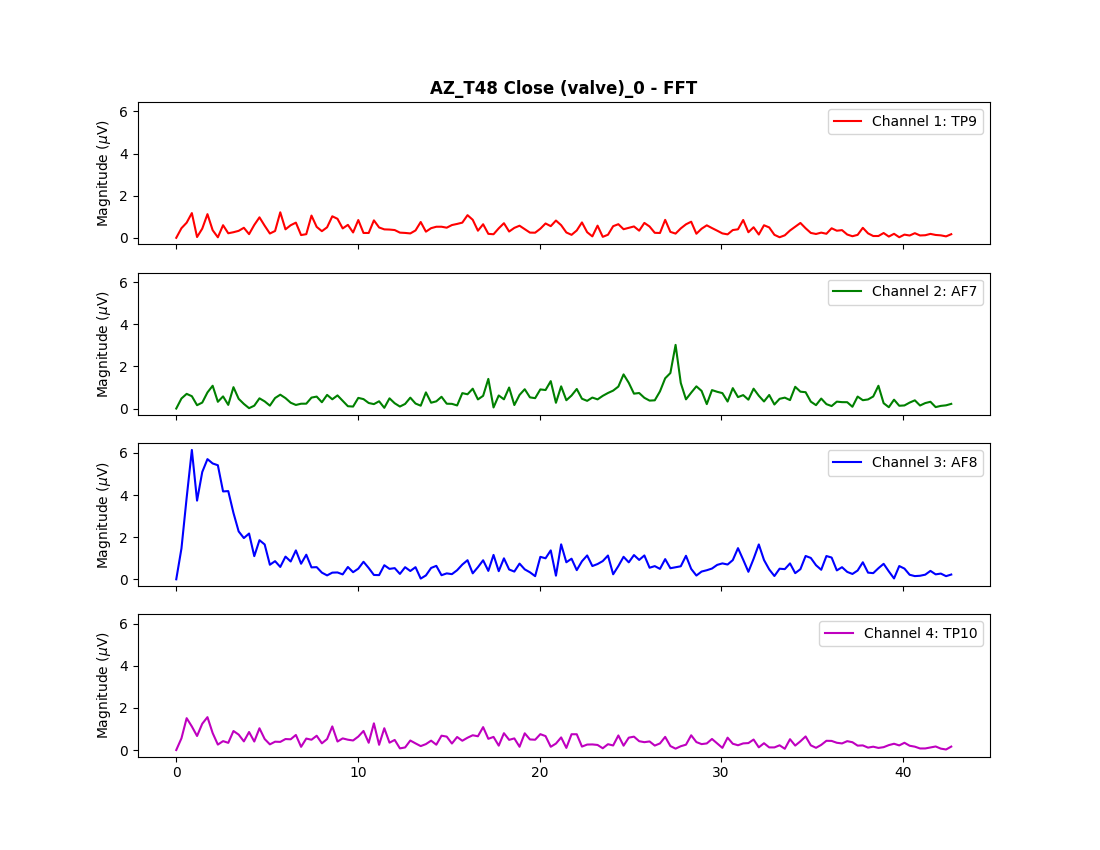 AZ_T48 Close (valve)_0 - FFT
6
4
2
0
Magnitude (μV)
Channel 1: TP9
6
4
2
0
Magnitude (μV)
Channel 2: AF7
6
4
2
0
Magnitude (μV)
Channel 3: AF8
6
4
2
0
Magnitude (μV)
Channel 4: TP10
0 10 20 30 40